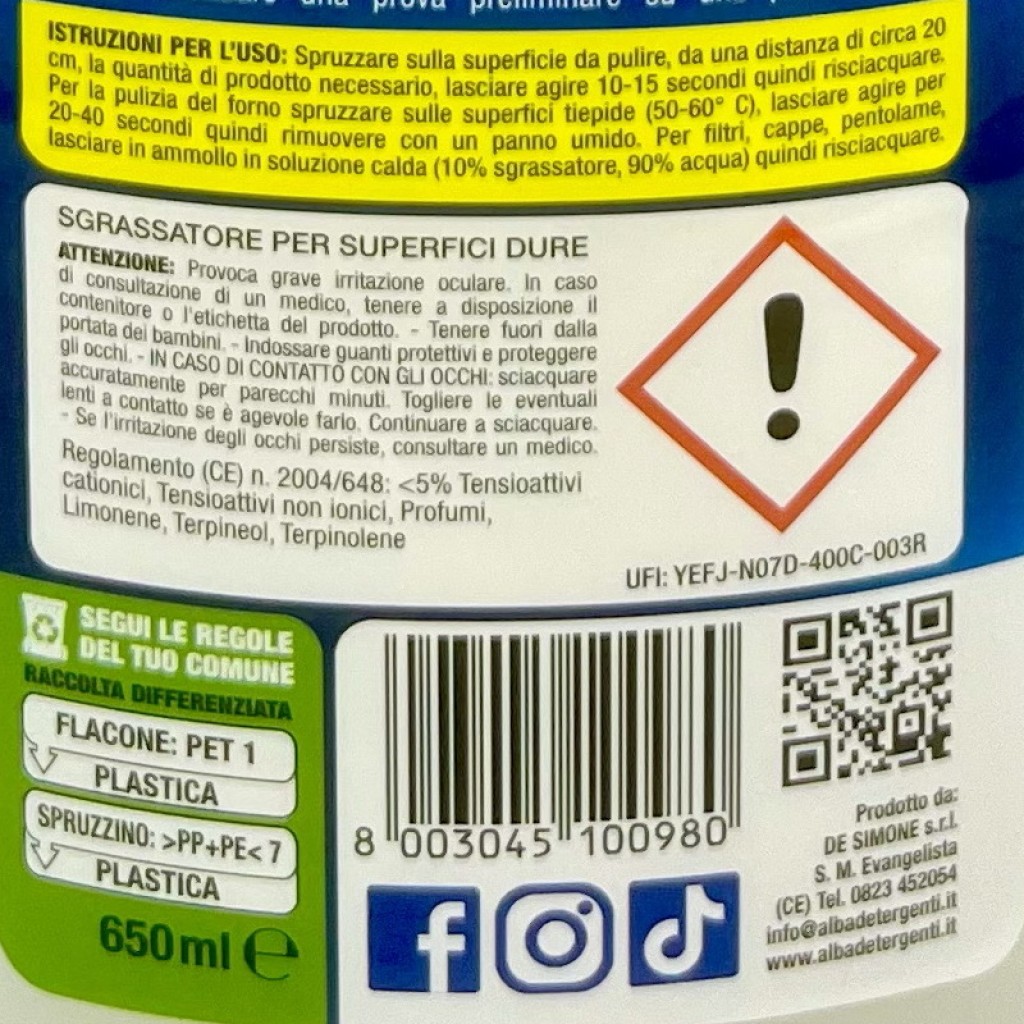 una prova preliminare su una
ISTRUZIONI PER L'USO: Spruzzare sulla superficie da pulire, da una distanza di circa 20
cm, la quantità di prodotto necessario, lasciare agire 10-15 secondi quindi risciacquare.
Per la pulizia del forno spruzzare sulle superfici tiepide (50-60° C), lasciare agire per
20-40 secondi quindi rimuovere con un panno umido. Per filtri, cappe, pentolame,
lasciare in ammollo in soluzione calda (10% sgrassatore, 90% acqua) quindi risciacquare.
SGRASSATORE PER SUPERFICI DURE
ATTENZIONE: Provoca grave irritazione oculare. In caso
di consultazione di un medico, tenere a disposizione il
contenitore o l'etichetta del prodotto. - Tenere fuori dalla
portata dei bambini. - Indossare guanti protettivi e proteggere
gli occhi. - IN CASO DI CONTATTO CON GLI OCCHI: sciacquare
accuratamente per parecchi minuti. Togliere le eventuali
lenti a contatto se è agevole farlo. Continuare a sciacquare.
- Se l'irritazione degli occhi persiste, consultare un medico.
Regolamento (CE) n. 2004/648: <5% Tensioattivi
cationici, Tensioattivi non ionici, Profumi,
Limonene, Terpineol, Terpinolene
UFI: YEFJ-N07D-400C-003R
SEGUI LE REGOLE
DEL TUO COMUNE
RACCOLTA DIFFERENZIATA
FLACONE: PET 1
PLASTICA
SPRUZZINO: >PP+PE< 7
PLASTICA
650 ml e
8 003045 100980
Prodotto da:
DE SIMONE s.r.l.
S. M. Evangelista
(CE) Tel. 0823 452054
info@albadetergenti.it
www.albadetergenti.it